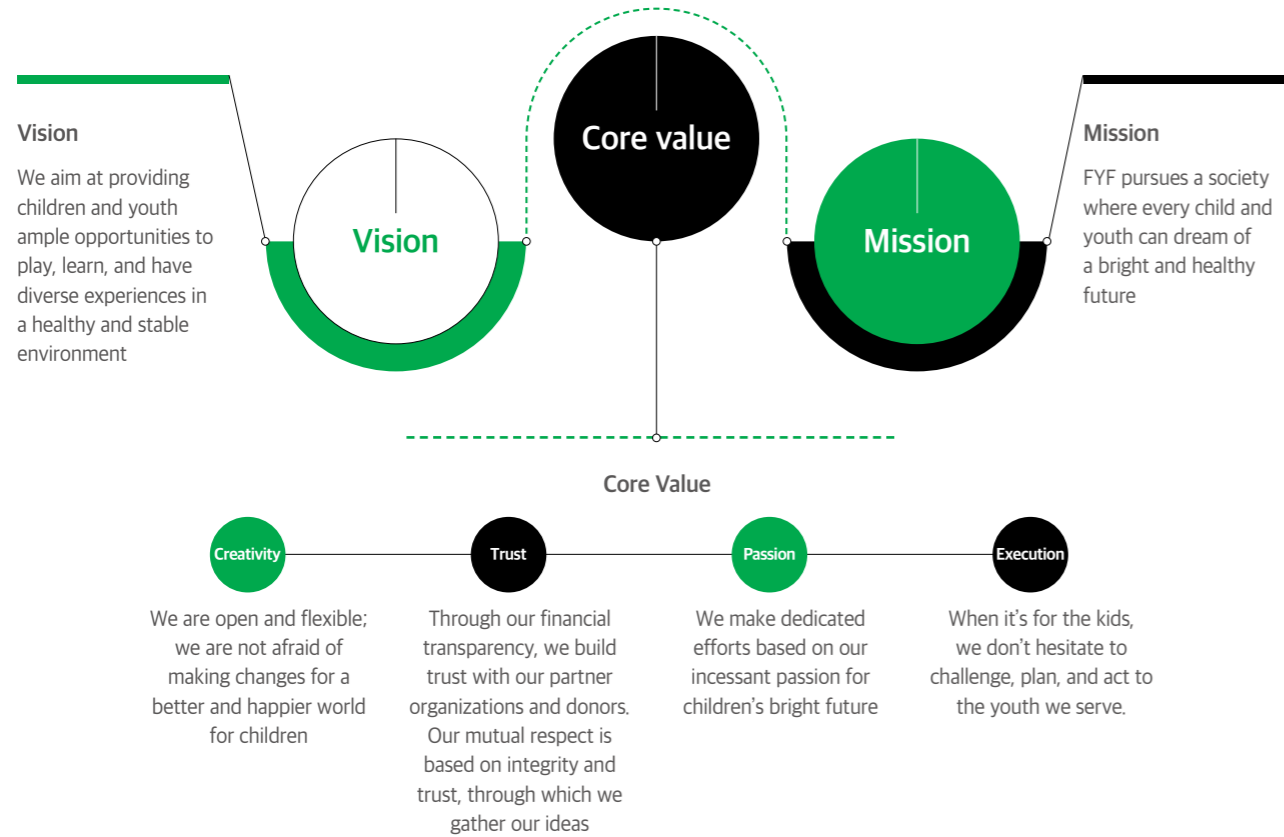 Core value
Vision
Mission
Vision
We aim at providing
children and youth
ample opportunities to
play, learn, and have
diverse experiences in
a healthy and stable
environment
Mission
FYF pursues a society
where every child and
youth can dream of
a bright and healthy
future
Core Value
Creativity
We are open and flexible;
we are not afraid of
making changes for a
better and happier world
for children
Trust
Through our financial
transparency, we build
trust with our partner
organizations and donors.
Our mutual respect is
based on integrity and
trust, through which we
gather our ideas
Passion
We make dedicated
efforts based on our
incessant passion for
children's bright future
Execution
When it's for the kids,
we don't hesitate to
challenge, plan, and act to
the youth we serve.